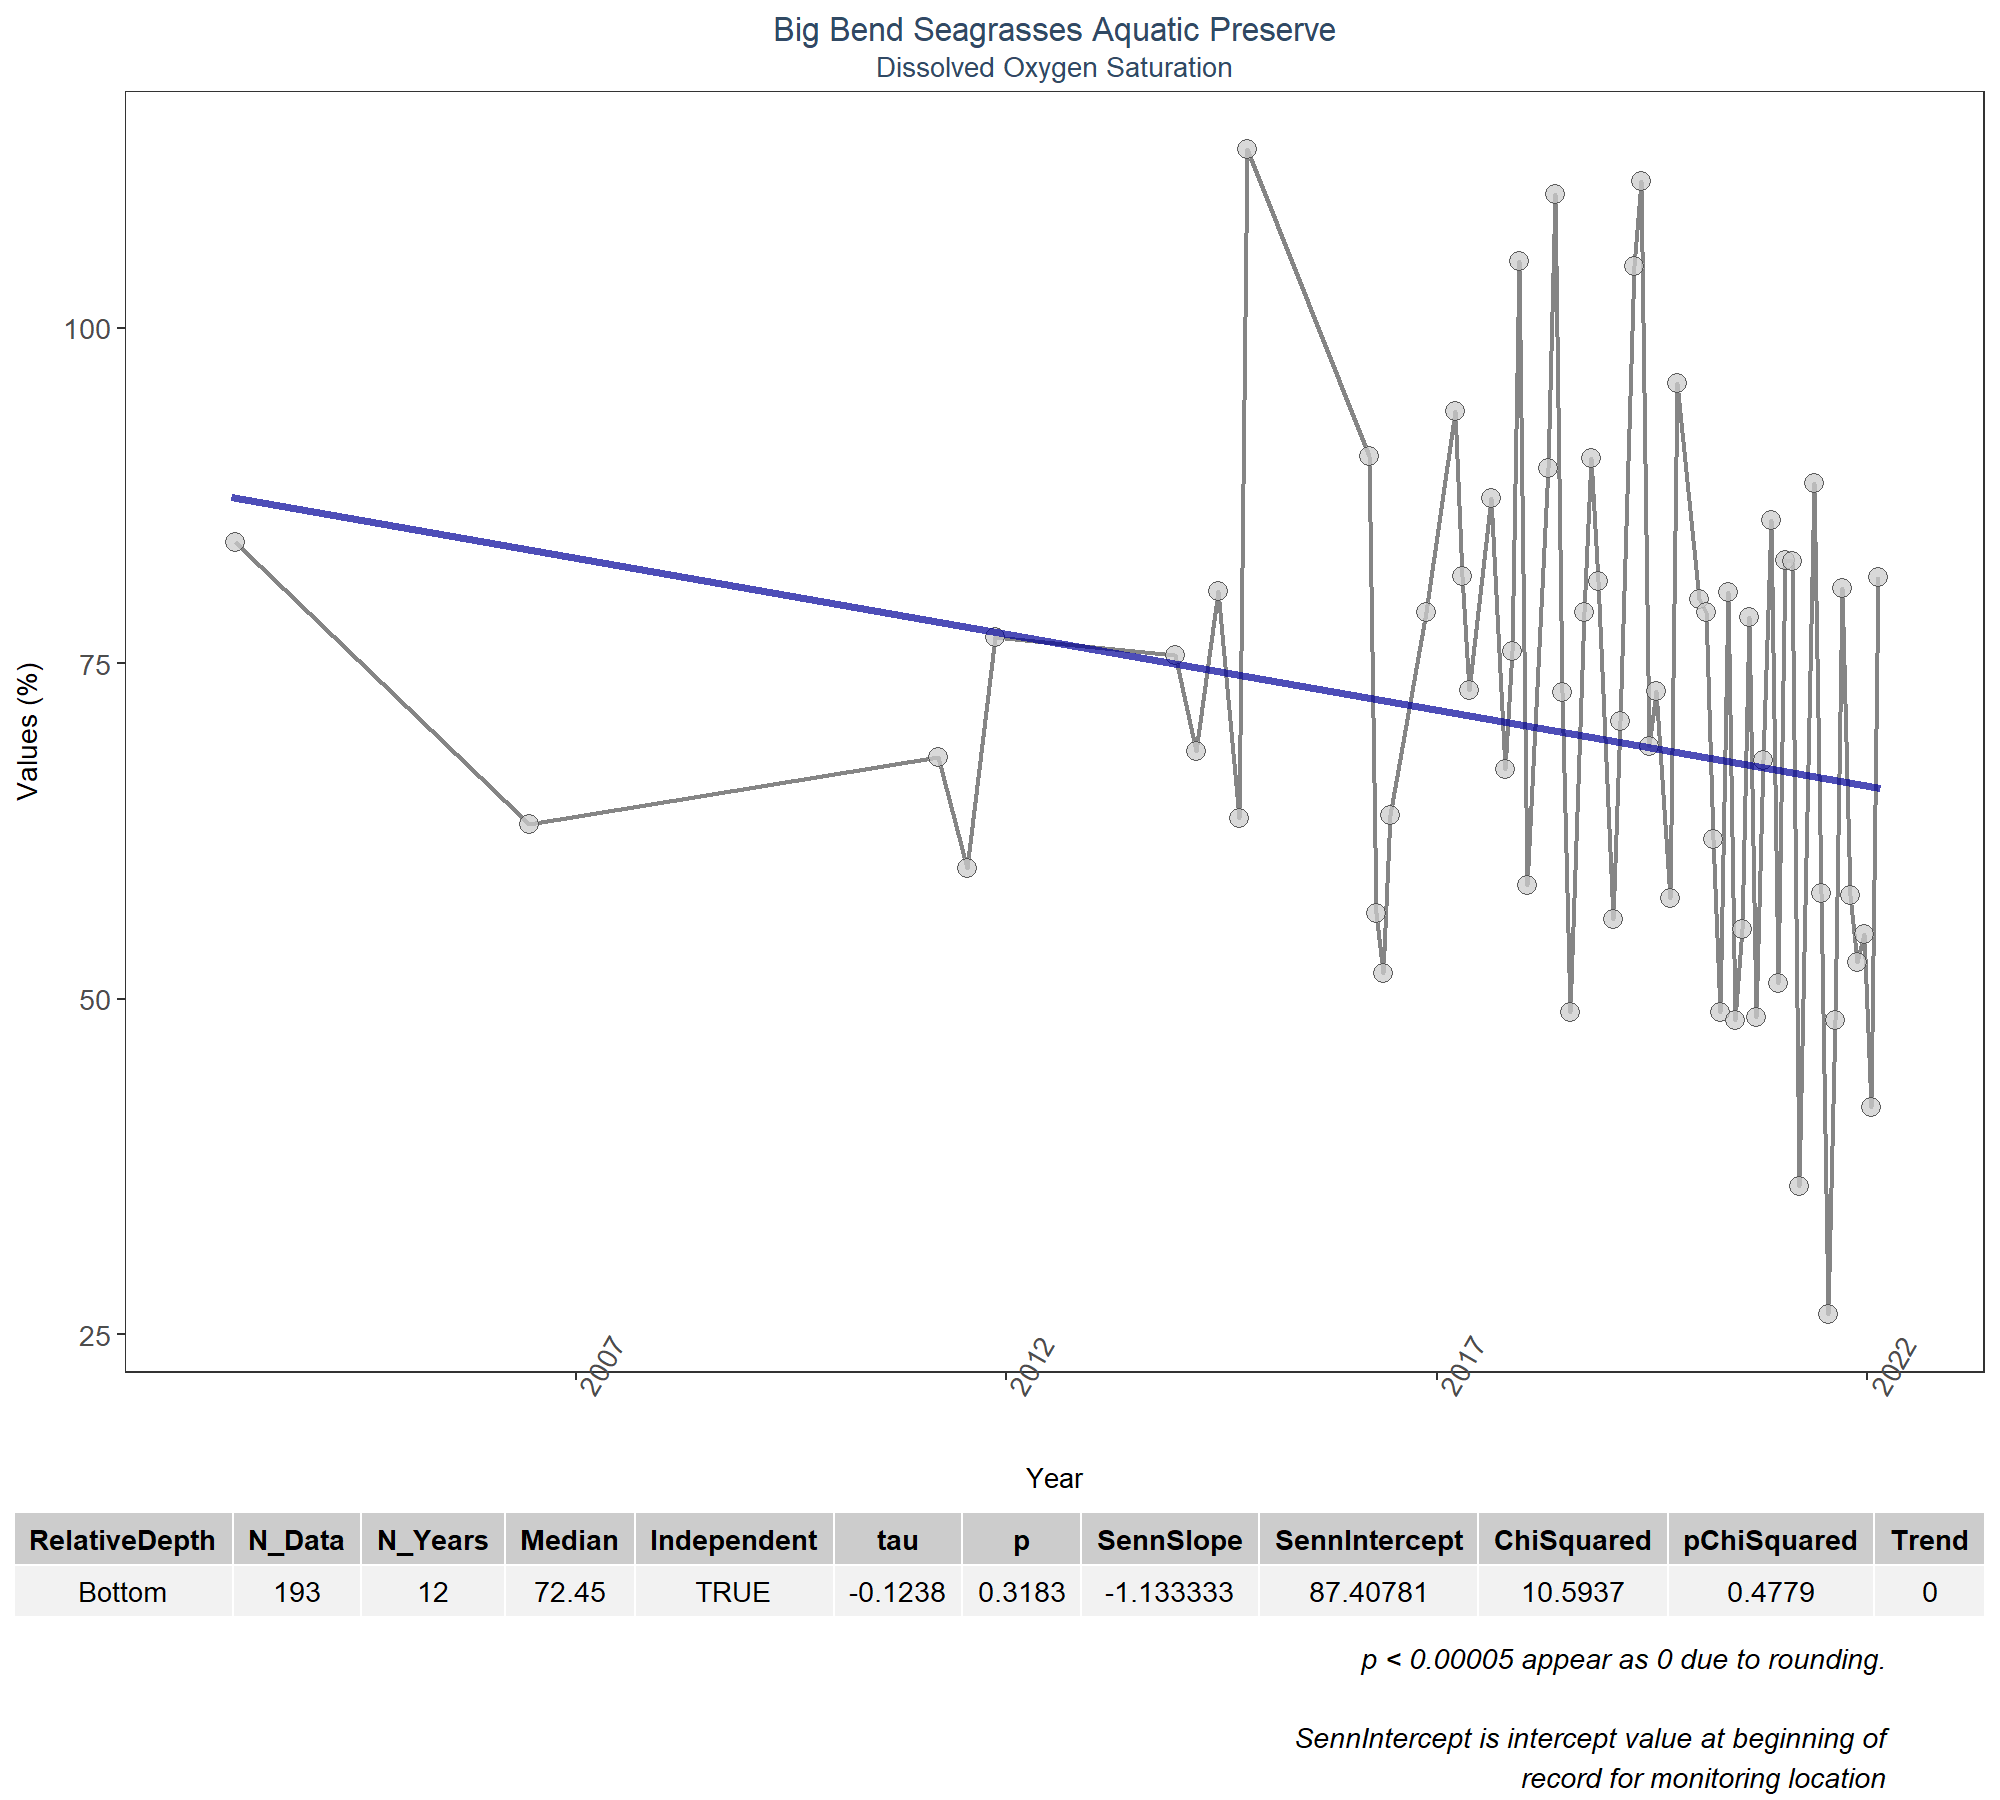 Big Bend Seagrasses Aquatic Preserve
Dissolved Oxygen Saturation
Values (%)
100
75
50
25
2007 2012 2017 2022
Year
RelativeDepth N_Data N_Years Median Independent tau p SennSlope SennIntercept ChiSquared pChiSquared Trend
Bottom 193 12 72.45 TRUE -0.1238 0.3183 -1.133333 87.40781 10.5937 0.4779 0
p < 0.00005 appear as 0 due to rounding.
SennIntercept is intercept value at beginning of
record for monitoring location